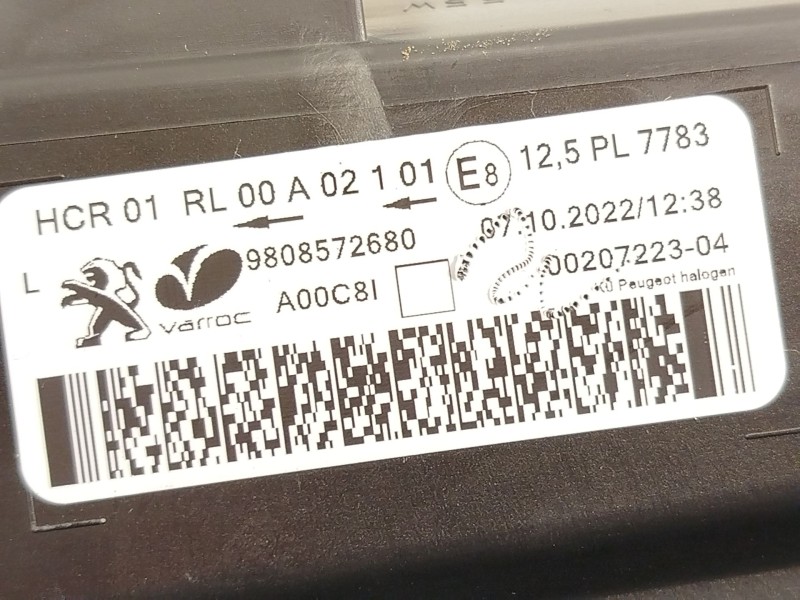 HCR 01 RL 00 A 02 1 01 E8 12,5 PL 7783
L 9808572680 07.10.2022/12:38
varroc A00C8I 00207223-04
Peugeot halogen